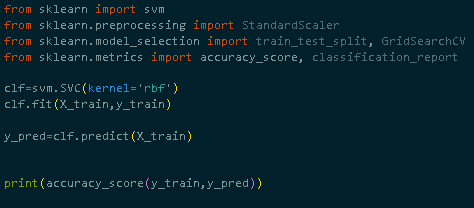 from sklearn import svm
from sklearn.preprocessing import StandardScaler
from sklearn.model_selection import train_test_split, GridSearchCV
from sklearn.metrics import accuracy_score, classification_report
clf=svm.SVC(kernel='rbf')
clf.fit(X_train,y_train)
y_pred=clf.predict(X_train)
print(accuracy_score(y_train,y_pred))